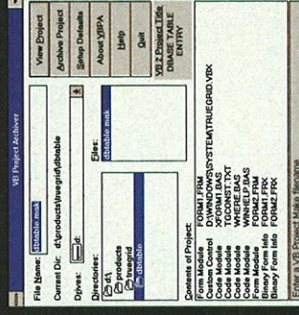 VB Project Archiver
File Name: dbtable.mak
Current Dir: d:\products\truegrid\dbtable
Drives:
d:
Directories:
d:\
products
truegrid
dbtable
Files:
dbtable.mak
View Project
Archive Project
Setup Defaults
About VBPA
Help
Quit
VB 2 Project Title
DBASE TABLE
ENTRY
Contents of Project:
Form Module FORM1.FRM
Custom Control C:\WINDOWS\SYSTEM\TRUEGRID.VBX
Code Module XFORM1.BAS
Code Module TGCONST.TXT
Code Module WHERE.BAS
Code Module WINHELP.BAS
Form Module FORM2.FRM
Binary Form Info FORM1.FRX
Binary Form Info FORM2.FRX
Enter a VB Project .Make filename